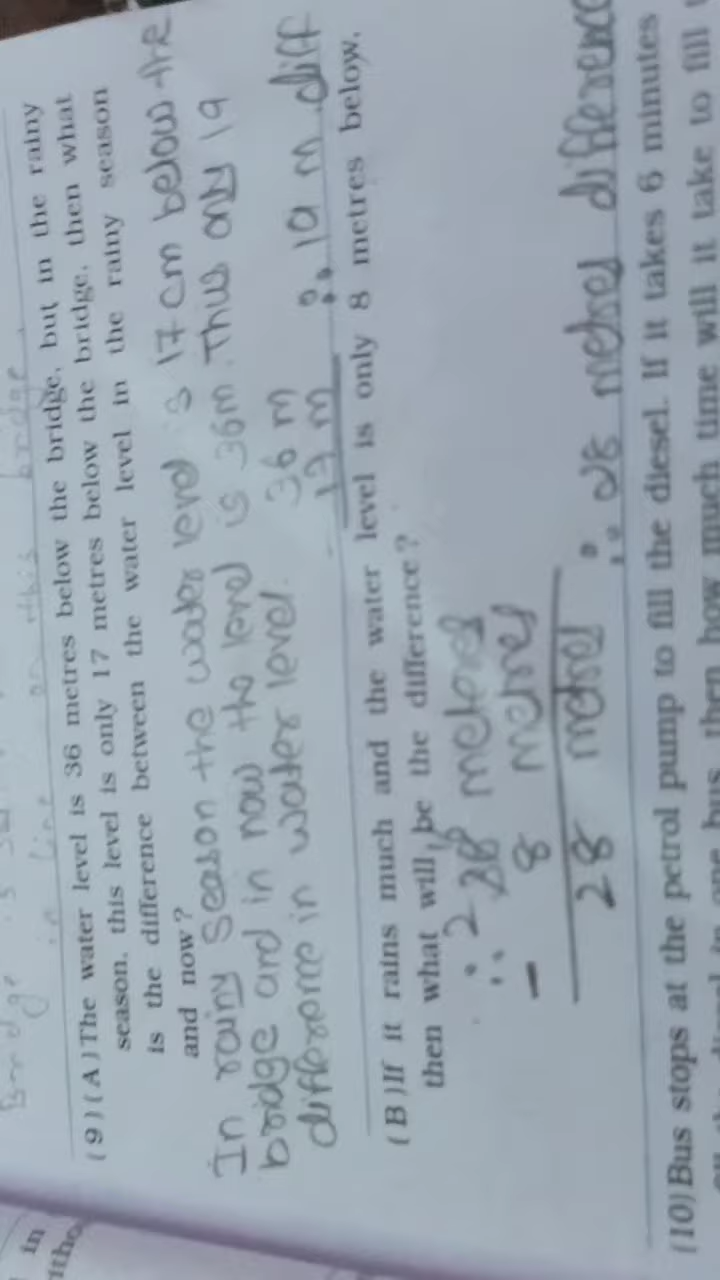 bridge
(9)(A)The water level is 36 metres below the bridge, but in the rainy
season, this level is only 17 metres below the bridge, then what
is the difference between the water level in the rainy season
and now?
In rainy season the water level is 17 cm below the
bridge and in now the level is 36m. Thus only 19
difference in water level.
36 m
- 17 m
∴ 19 m diff
(B)If it rains much and the water level is only 8 metres below,
then what will be the difference?
∴ 36 metres
- 8 metres
28 metres ∴ 28 metres difference
(10)Bus stops at the petrol pump to fill the diesel. If it takes 6 minutes
one bus, then how much time will it take to fill
in